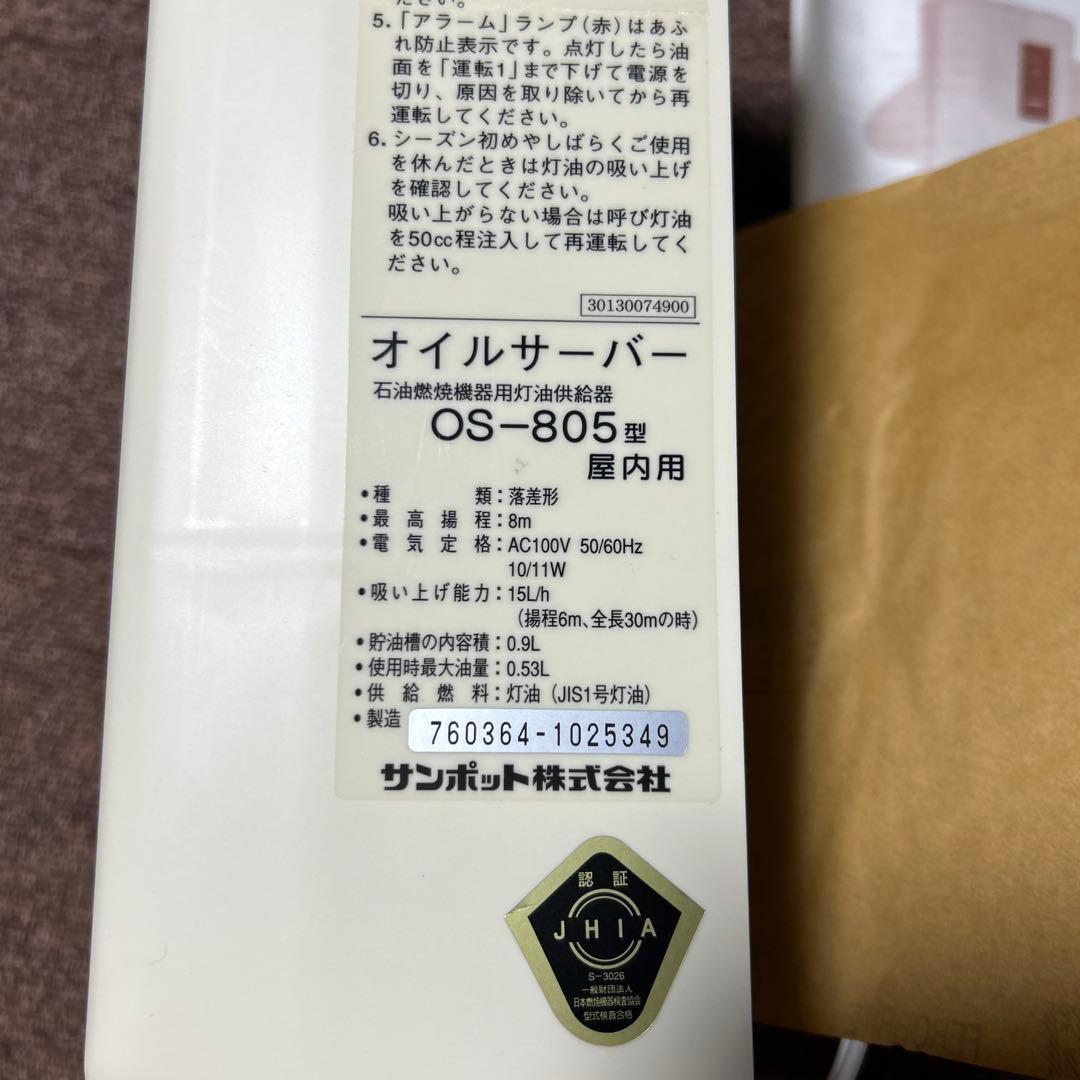 ださい。
5.「アラーム」ランプ(赤)はあふ
れ防止表示です。点灯したら油
面を「運転1」まで下げて電源を
切り、原因を取り除いてから再
運転してください。
6.シーズン初めやしばらくご使用
を休んだときは灯油の吸い上げ
を確認してください。
吸い上がらない場合は呼び灯油
を50cc程注入して再運転してく
ださい。
30130074900
オイルサーバー
石油燃焼機器用灯油供給器
OS-805型
屋内用
•種類:落差形
•最高揚程:8m
•電気定格:AC100V 50/60Hz
10/11W
•吸い上げ能力:15L/h
(揚程6m、全長30mの時)
•貯油槽の内容積:0.9L
•使用時最大油量:0.53L
•供給燃料:灯油(JIS1号灯油)
•製造 760364-1025349
サンポット株式会社
認証
JHIA
S-3026
一般財団法人
日本燃焼機器検査協会
型式検査合格